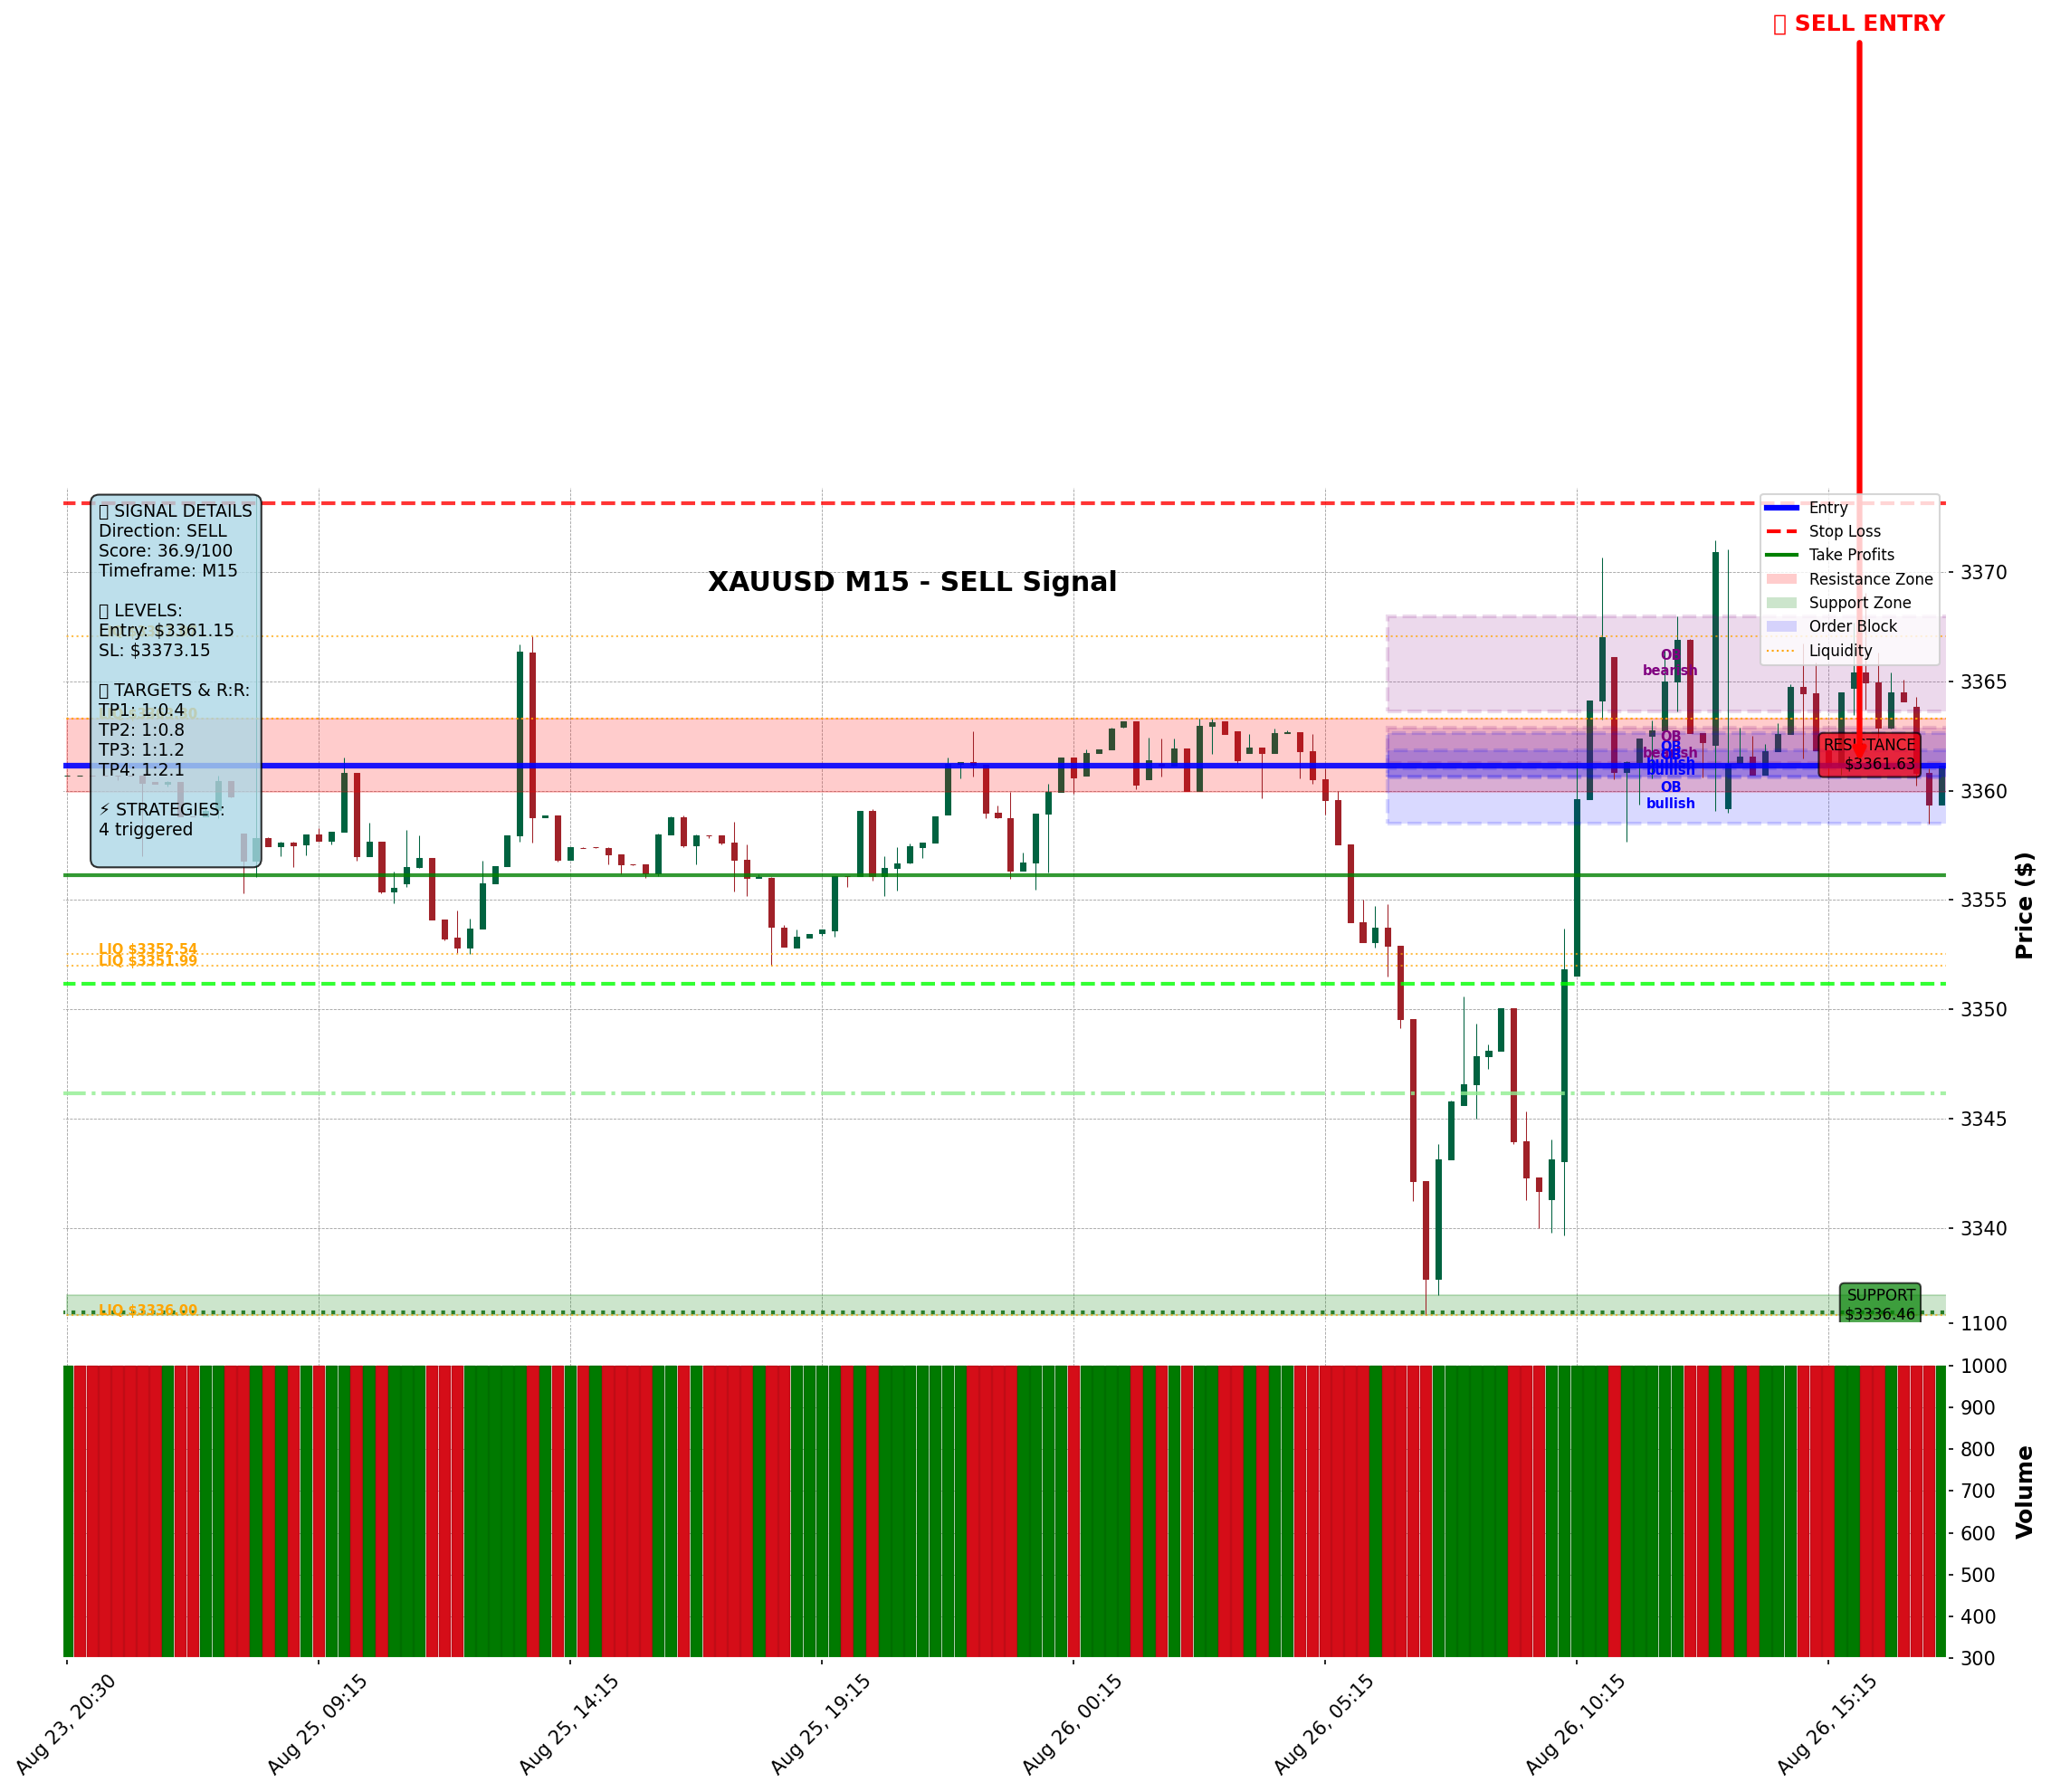 SELL ENTRY
XAUUSD M15 - SELL Signal
SIGNAL DETAILS
Direction: SELL
Score: 36.9/100
Timeframe: M15
LEVELS:
Entry: $3361.15
SL: $3373.15
TARGETS & R:R:
TP1: 1:0.4
TP2: 1:0.8
TP3: 1:1.2
TP4: 1:2.1
⚡ STRATEGIES:
4 triggered
Entry
Stop Loss
Take Profits
Resistance Zone
Support Zone
Order Block
Liquidity
OB
bearish
OB
bearish
OB
bullish
bullish
OB
bullish
RESISTANCE
$3361.63
LIQ $3352.54
LIQ $3351.99
LIQ $3336.00
SUPPORT
$3336.46
3370
3365
3360
3355
3350
3345
3340
Price ($)
1100
1000
900
800
700
600
500
400
300
Volume
Aug 23, 20:30
Aug 25, 09:15
Aug 25, 14:15
Aug 25, 19:15
Aug 26, 00:15
Aug 26, 05:15
Aug 26, 10:15
Aug 26, 15:15